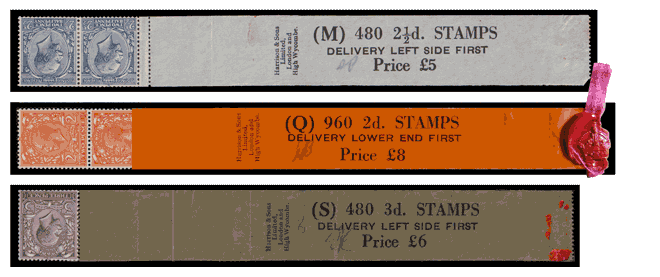 Harrison & Sons
Limited,
London and
High Wycombe.
(M) 480 2½d. STAMPS
DELIVERY LEFT SIDE FIRST
Price £5
Harrison & Sons
Limited,
London and
High Wycombe.
(Q) 960 2d. STAMPS
DELIVERY LOWER END FIRST
Price £8
Harrison & Sons
Limited,
London and
High Wycombe.
(S) 480 3d. STAMPS
DELIVERY LEFT SIDE FIRST
Price £6